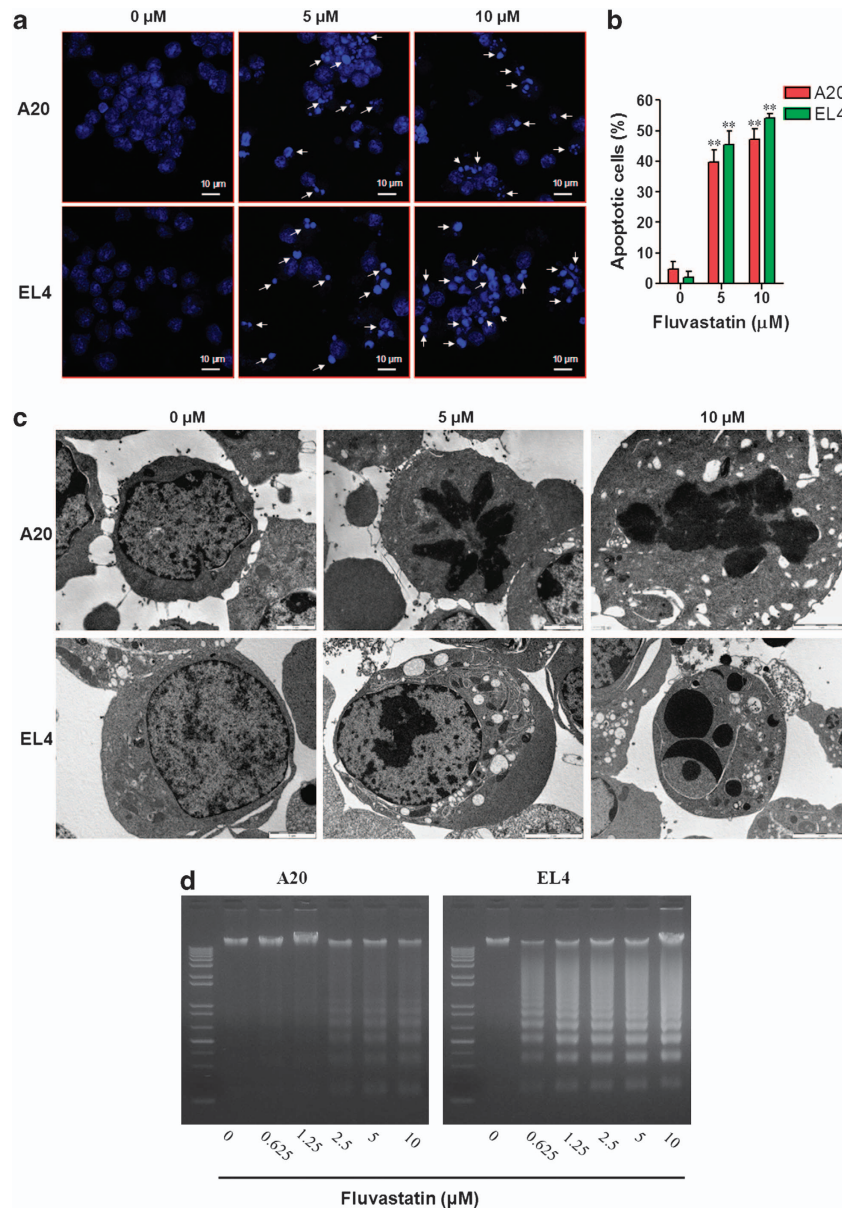 a
0 µM 5 µM 10 µM
A20
10 µm 10 µm 10 µm
EL4
10 µm 10 µm 10 µm
b
A20
EL4
Apoptotic cells (%)
60
50
40
30
20
10
0
** ** ** **
0 5 10
Fluvastatin (µM)
c
0 µM 5 µM 10 µM
A20
EL4
d
A20 EL4
0 0.625 1.25 2.5 5 10 0 0.625 1.25 2.5 5 10
Fluvastatin (µM)